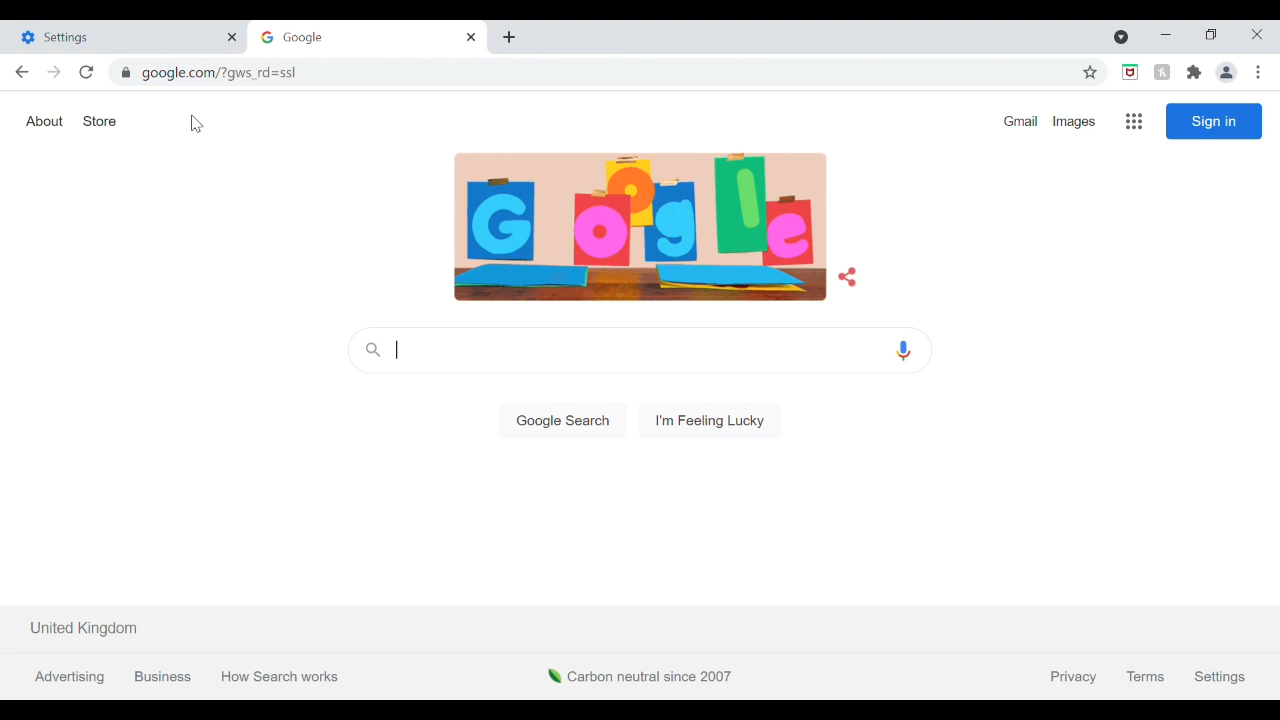 Settings
Google
google.com/?gws_rd=ssl
About Store
Gmail Images Sign in
Google
Google Search I'm Feeling Lucky
United Kingdom
Advertising Business How Search works
Carbon neutral since 2007
Privacy Terms Settings